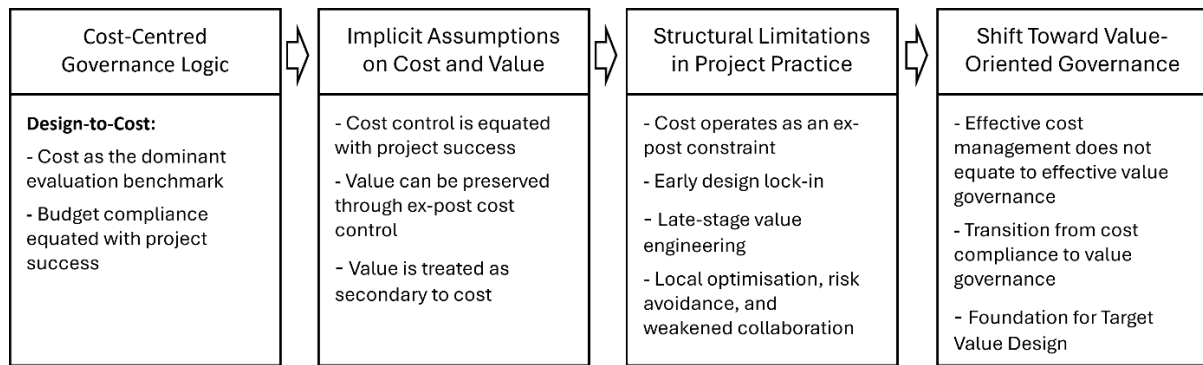 Cost-Centred
Governance Logic
Design-to-Cost:
- Cost as the dominant
evaluation benchmark
- Budget compliance
equated with project
success
Implicit Assumptions
on Cost and Value
- Cost control is equated
with project success
- Value can be preserved
through ex-post cost
control
- Value is treated as
secondary to cost
Structural Limitations
in Project Practice
- Cost operates as an ex-
post constraint
- Early design lock-in
- Late-stage value
engineering
- Local optimisation, risk
avoidance, and
weakened collaboration
Shift Toward Value-
Oriented Governance
- Effective cost
management does not
equate to effective value
governance
- Transition from cost
compliance to value
governance
- Foundation for Target
Value Design